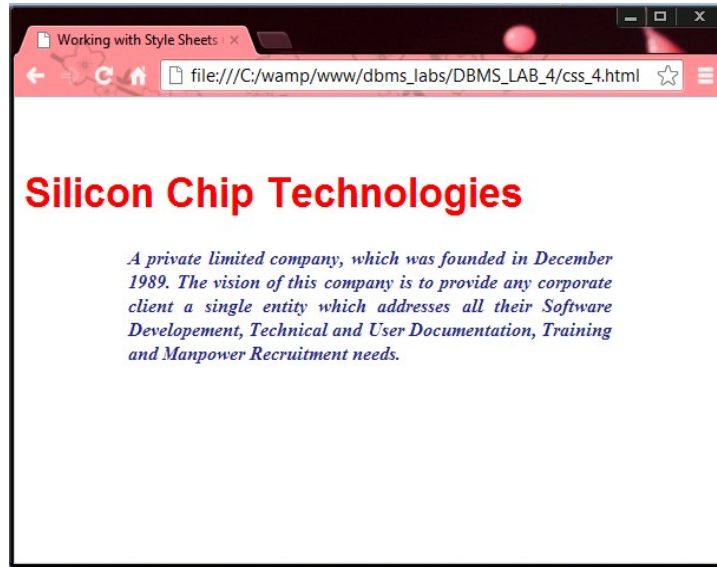 Working with Style Sheets
file:///C:/wamp/www/dbms_labs/DBMS_LAB_4/css_4.html
Silicon Chip Technologies
A private limited company, which was founded in December
1989. The vision of this company is to provide any corporate
client a single entity which addresses all their Software
Developement, Technical and User Documentation, Training
and Manpower Recruitment needs.